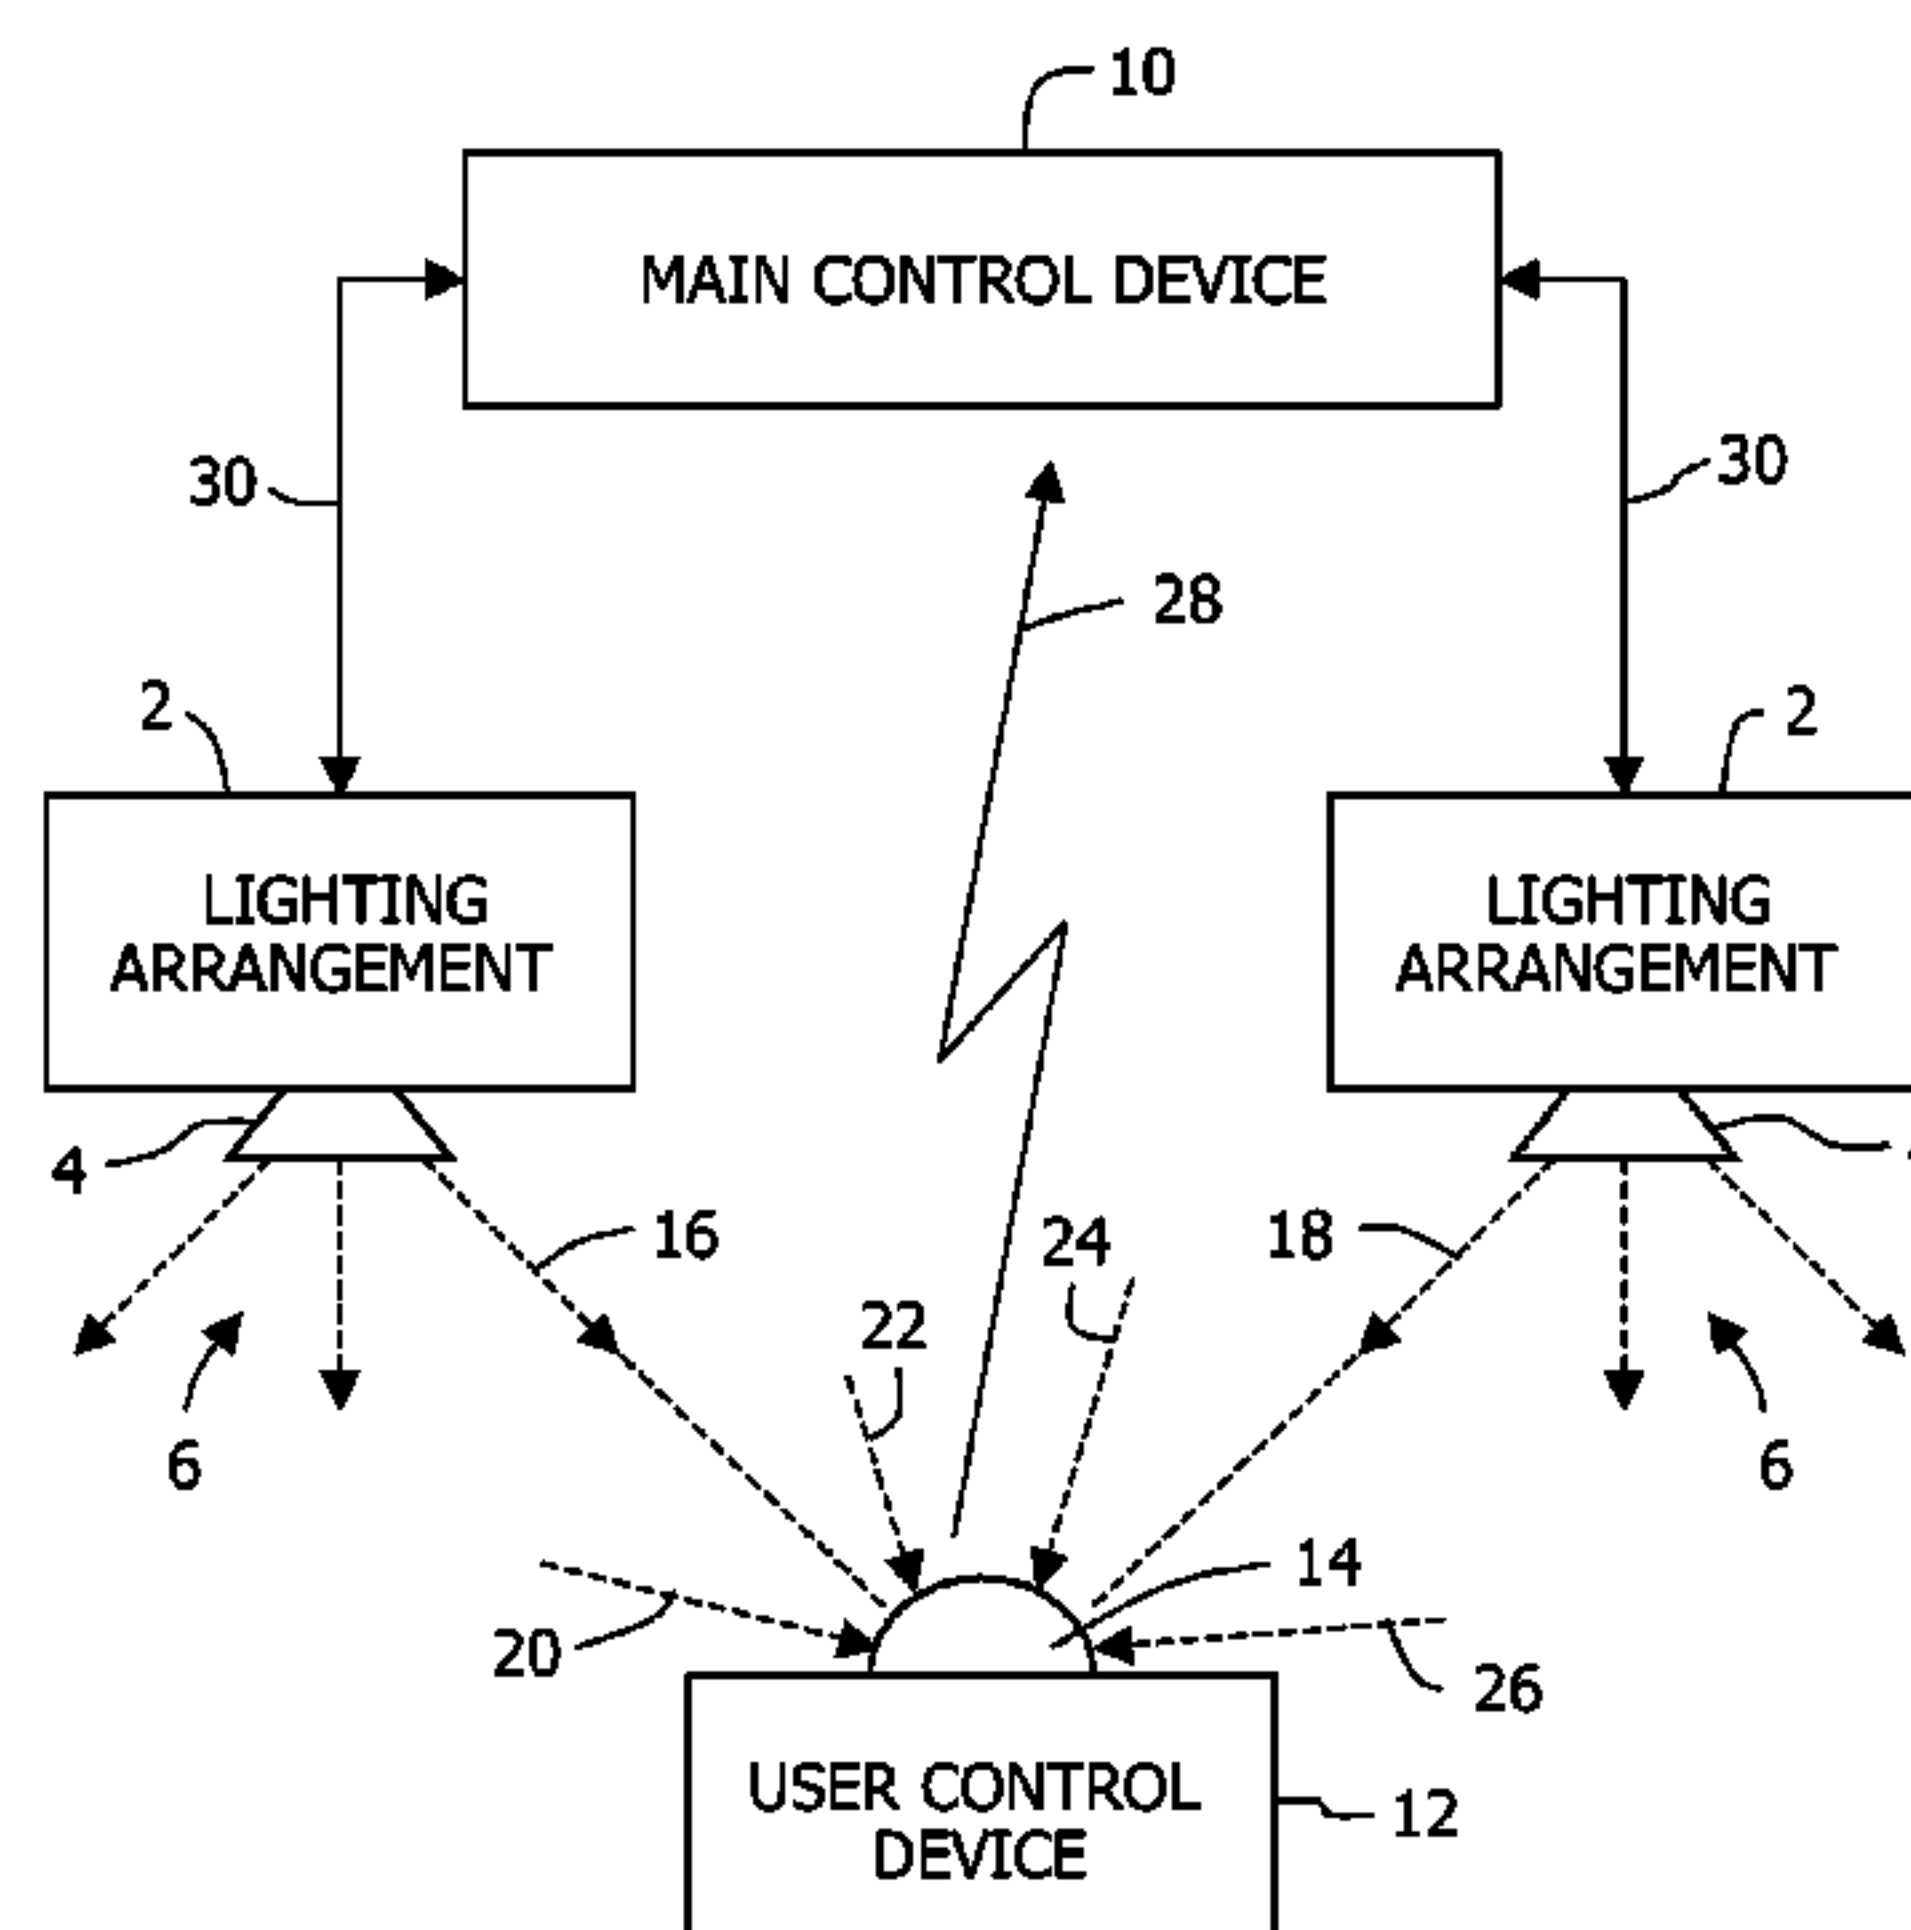 10
MAIN CONTROL DEVICE
30
30
28
2
2
LIGHTING
ARRANGEMENT
LIGHTING
ARRANGEMENT
4
16
24
18
22
6
6
14
20
26
USER CONTROL
DEVICE
12